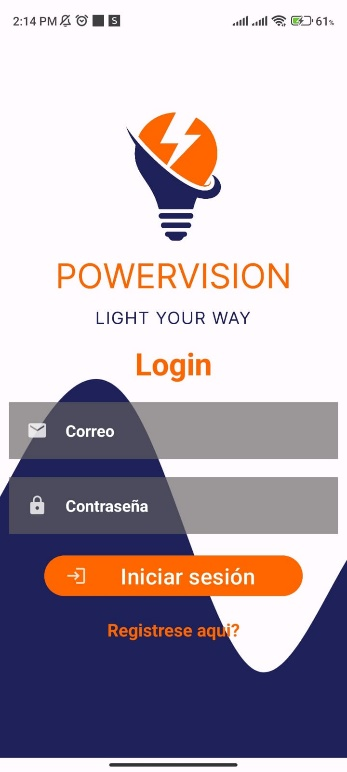 2:14 PM S 61%
POWERVISION
LIGHT YOUR WAY
Login
Correo
Contraseña
Iniciar sesión
Registrese aqui?